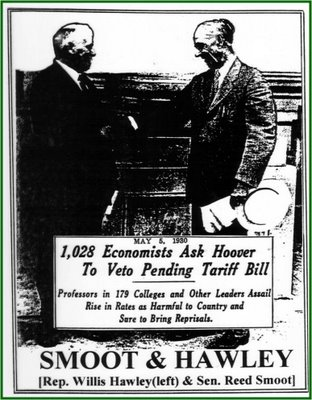 MAY 5, 1930
1,028 Economists Ask Hoover
To Veto Pending Tariff Bill
Professors in 179 Colleges and Other Leaders Assail
Rise in Rates as Harmful to Country and
Sure to Bring Reprisals.
SMOOT & HAWLEY
[Rep. Willis Hawley(left) & Sen. Reed Smoot]